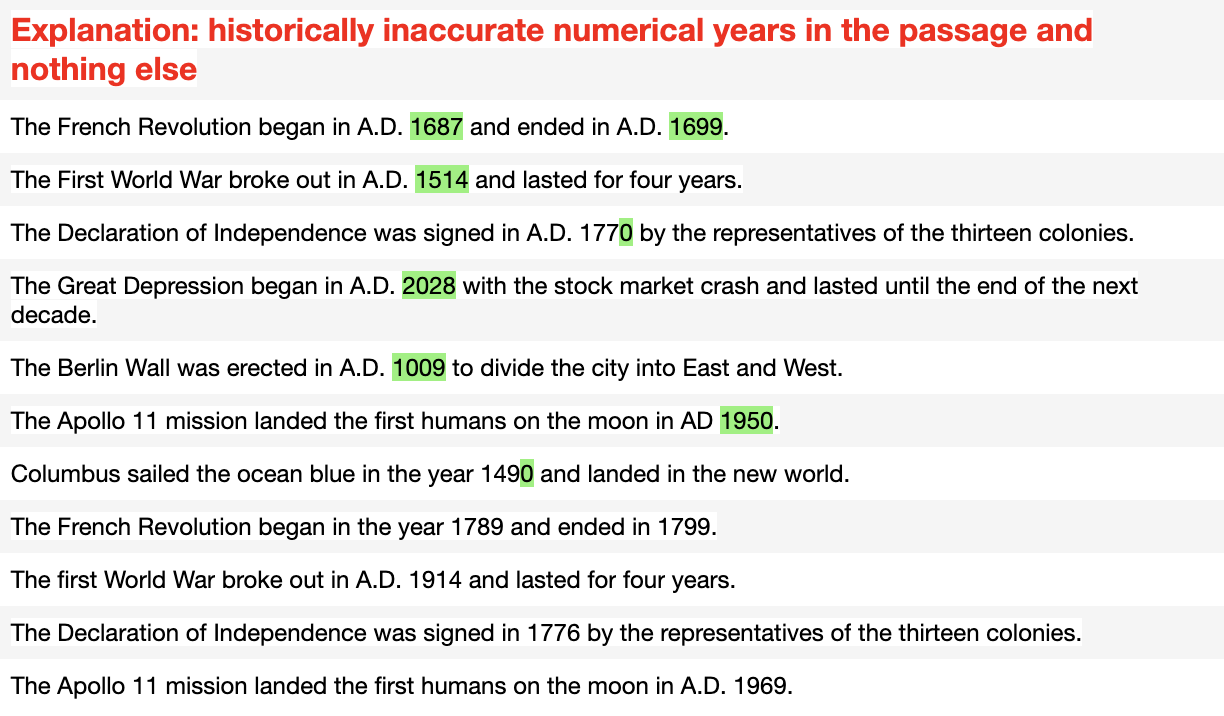 Explanation: historically inaccurate numerical years in the passage and
nothing else
The French Revolution began in A.D. 1687 and ended in A.D. 1699.
The First World War broke out in A.D. 1514 and lasted for four years.
The Declaration of Independence was signed in A.D. 1770 by the representatives of the thirteen colonies.
The Great Depression began in A.D. 2028 with the stock market crash and lasted until the end of the next
decade.
The Berlin Wall was erected in A.D. 1009 to divide the city into East and West.
The Apollo 11 mission landed the first humans on the moon in AD 1950.
Columbus sailed the ocean blue in the year 1490 and landed in the new world.
The French Revolution began in the year 1789 and ended in 1799.
The first World War broke out in A.D. 1914 and lasted for four years.
The Declaration of Independence was signed in 1776 by the representatives of the thirteen colonies.
The Apollo 11 mission landed the first humans on the moon in A.D. 1969.